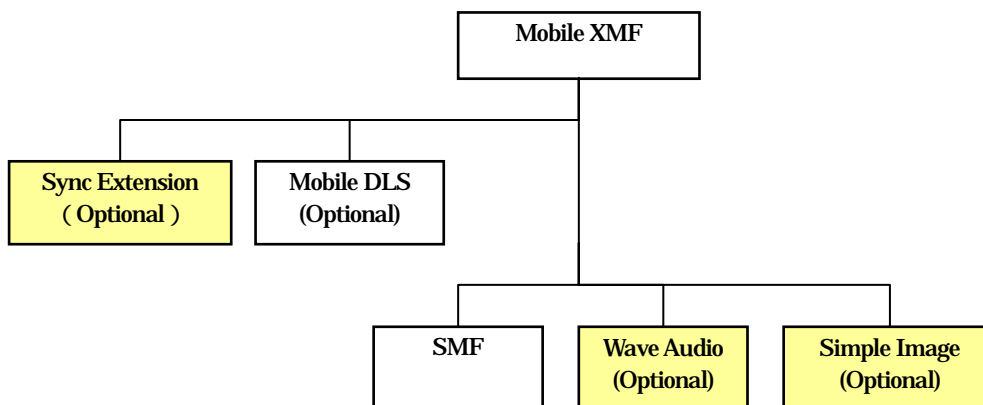 Mobile XMF
Sync Extension
( Optional )
Mobile DLS
(Optional)
SMF
Wave Audio
(Optional)
Simple Image
(Optional)